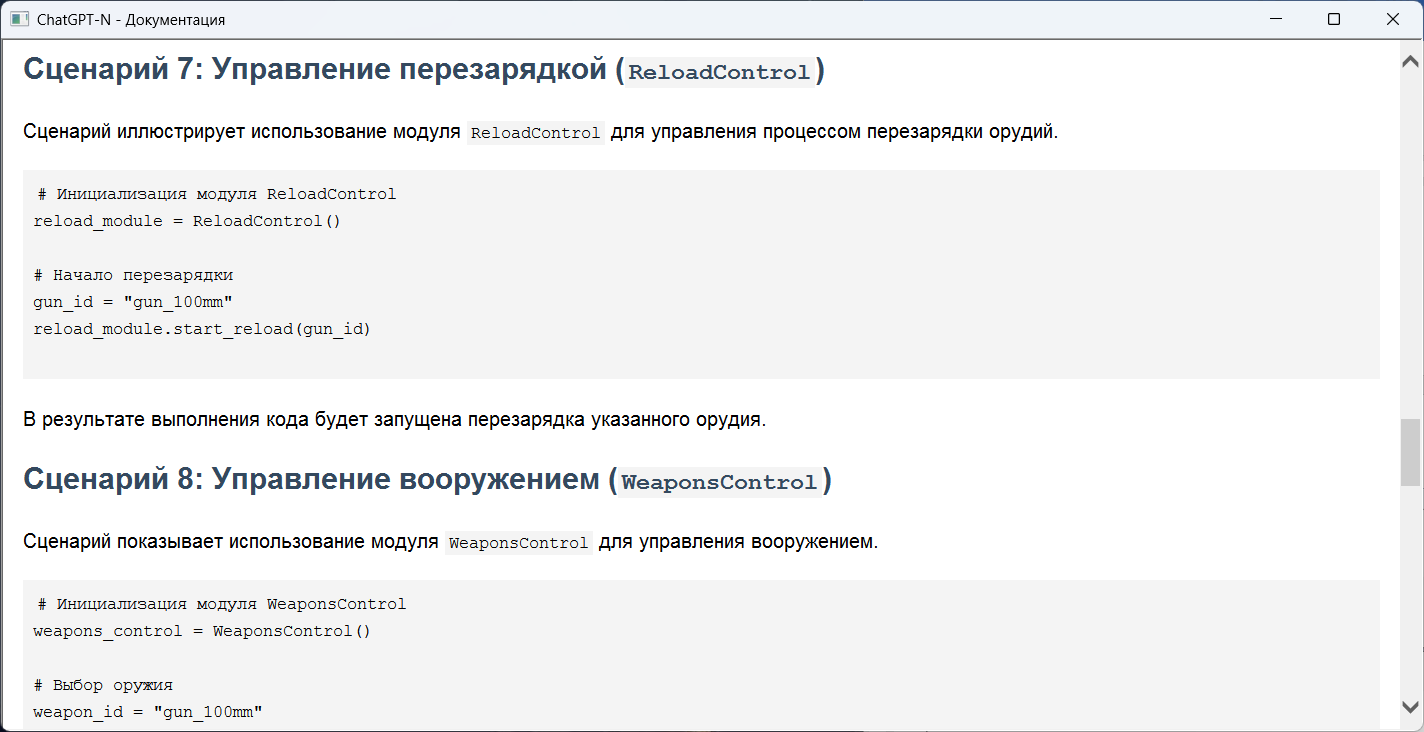 ChatGPT-N - Документация
Сценарий 7: Управление перезарядкой (ReloadControl)
Сценарий иллюстрирует использование модуля ReloadControl для управления процессом перезарядки орудий.
# Инициализация модуля ReloadControl
reload_module = ReloadControl()
# Начало перезарядки
gun_id = "gun_100mm"
reload_module.start_reload(gun_id)
В результате выполнения кода будет запущена перезарядка указанного орудия.
Сценарий 8: Управление вооружением (WeaponsControl)
Сценарий показывает использование модуля WeaponsControl для управления вооружением.
# Инициализация модуля WeaponsControl
weapons_control = WeaponsControl()
# Выбор оружия
weapon_id = "gun_100mm"